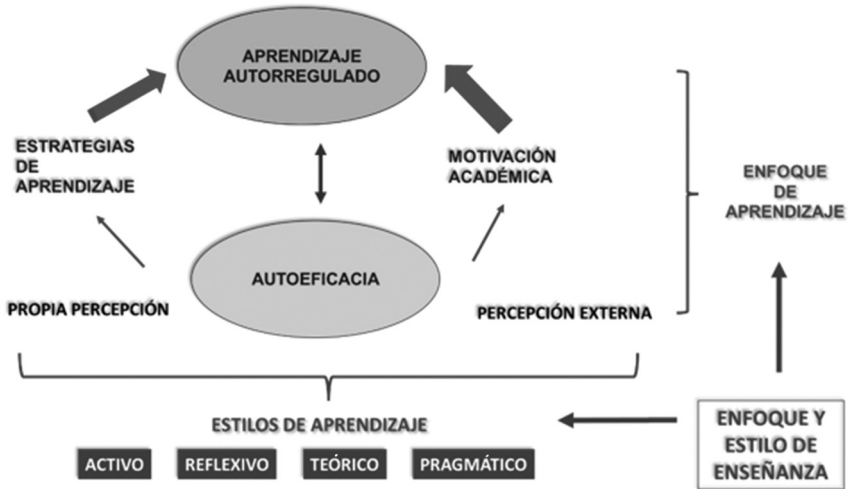 APRENDIZAJE
AUTORREGULADO
ESTRATEGIAS
DE
APRENDIZAJE
MOTIVACIÓN
ACADÉMICA
ENFOQUE
DE
APRENDIZAJE
AUTOEFICACIA
PROPIA PERCEPCIÓN
PERCEPCIÓN EXTERNA
ESTILOS DE APRENDIZAJE
ACTIVO
REFLEXIVO
TEÓRICO
PRAGMÁTICO
ENFOQUE Y
ESTILO DE
ENSEÑANZA